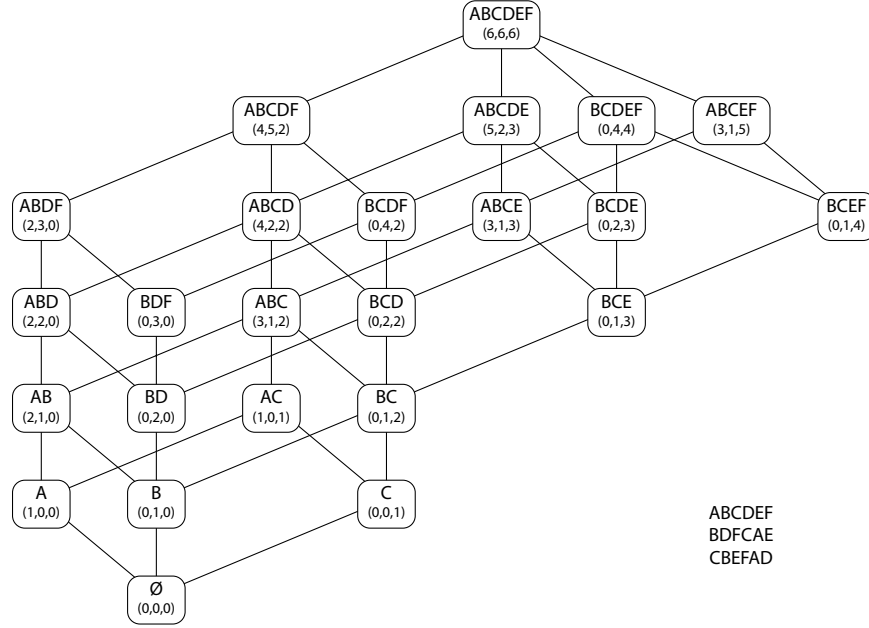 ABCDEF
(6,6,6)
ABCDF
(4,5,2)
ABCDE
(5,2,3)
BCDEF
(0,4,4)
ABCEF
(3,1,5)
ABDF
(2,3,0)
ABCD
(4,2,2)
BCDF
(0,4,2)
ABCE
(3,1,3)
BCDE
(0,2,3)
BCEF
(0,1,4)
ABD
(2,2,0)
BDF
(0,3,0)
ABC
(3,1,2)
BCD
(0,2,2)
BCE
(0,1,3)
AB
(2,1,0)
BD
(0,2,0)
AC
(1,0,1)
BC
(0,1,2)
A
(1,0,0)
B
(0,1,0)
C
(0,0,1)
ABCDEF
BDFCAE
CBEFAD
Ø
(0,0,0)